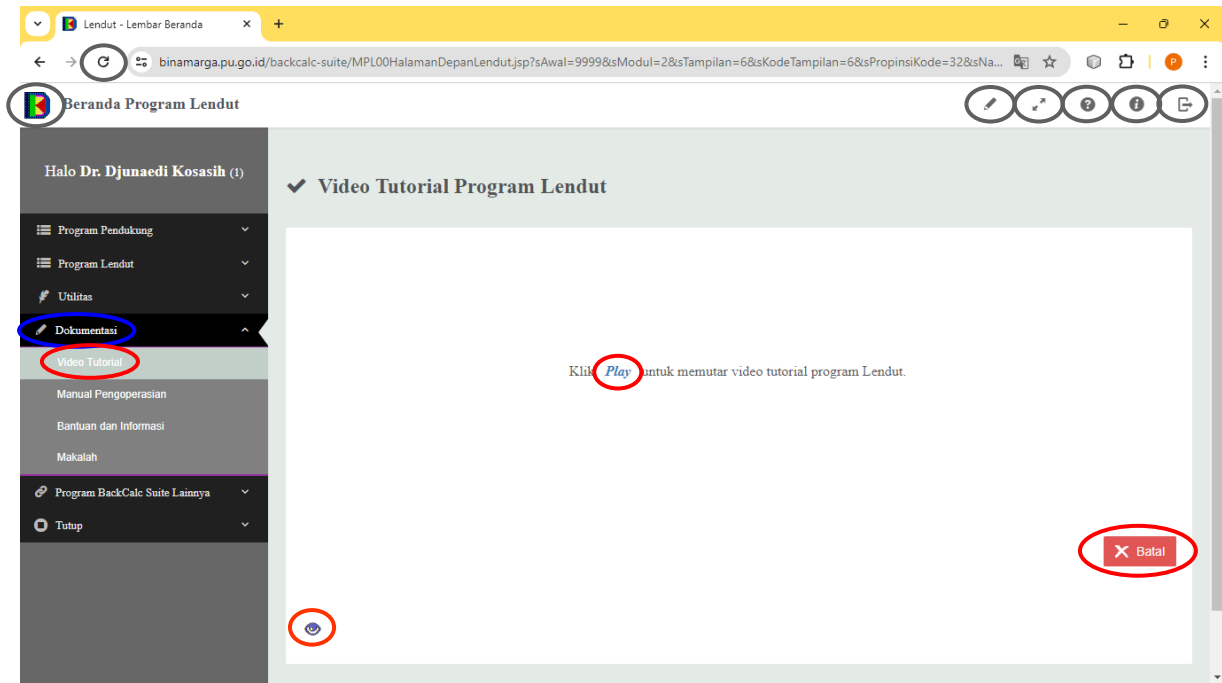 Lendut - Lembar Beranda
binamarga.pu.go.id/backcalc-suite/MPL00HalamanDepanLendut.jsp?sAwal=9999&sModul=2&sTampilan=6&sKodeTampilan=6&sPropinsiKode=32&sNa...
P
Beranda Program Lendut
Halo Dr. Djunaedi Kosasih (1)
Video Tutorial Program Lendut
Program Pendukung
Program Lendut
Utilitas
Dokumentasi
Video Tutorial
Klik Play untuk memutar video tutorial program Lendut.
Manual Pengoperasian
Bantuan dan Informasi
Makalah
Program BackCalc Suite Lainnya
Tutup
Batal